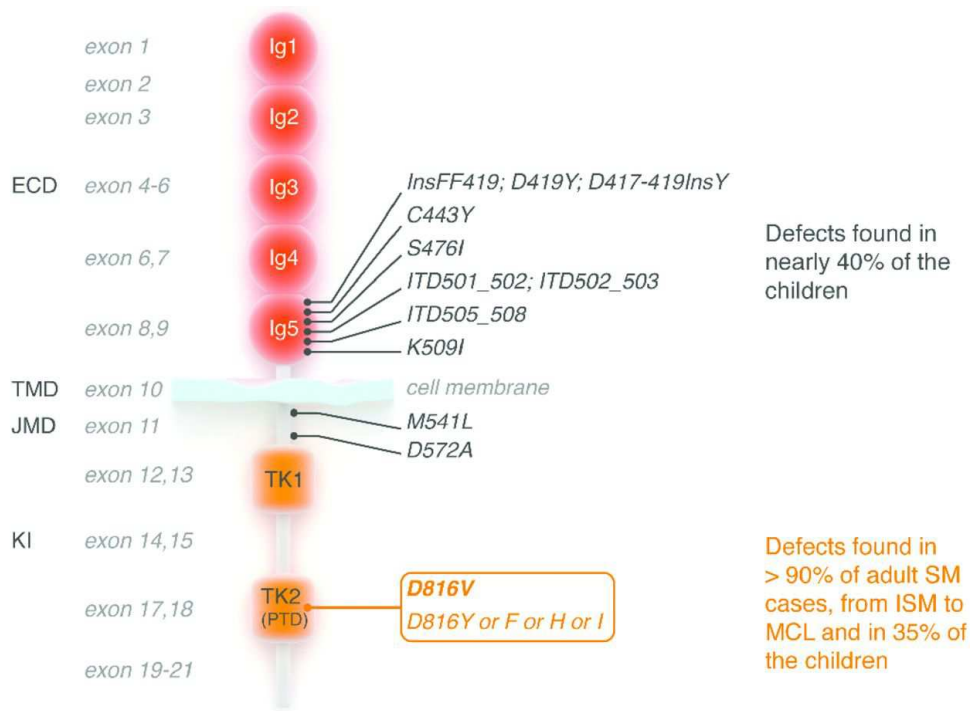 exon 1
Ig1
exon 2
exon 3
Ig2
ECD
exon 4-6
Ig3
InsFF419; D419Y; D417-419InsY
C443Y
S476I
exon 6,7
Ig4
ITD501_502; ITD502_503
ITD505_508
K509I
exon 8,9
Ig5
Defects found in
nearly 40% of the
children
TMD
exon 10
cell membrane
JMD
exon 11
M541L
D572A
exon 12,13
TK1
KI
exon 14,15
exon 17,18
TK2
(PTD)
D816V
D816Y or F or H or I
Defects found in
> 90% of adult SM
cases, from ISM to
MCL and in 35% of
the children
exon 19-21